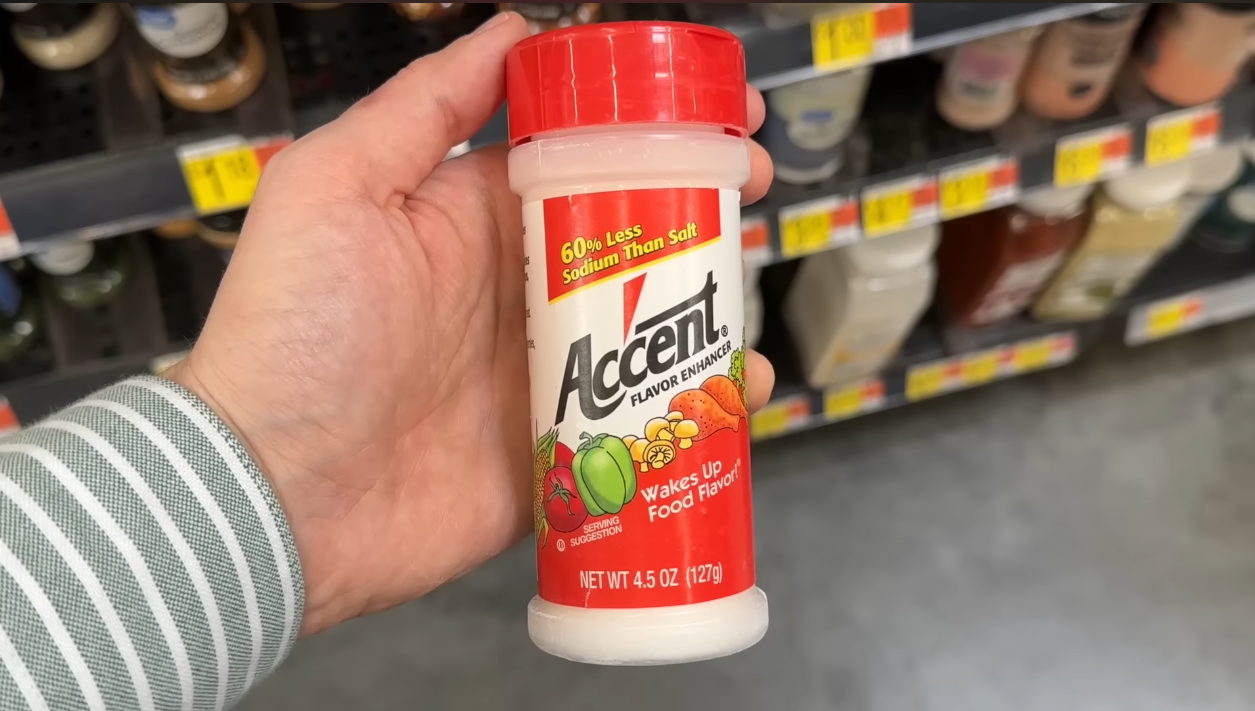 60% Less
Sodium Than Salt
Accent®
FLAVOR ENHANCER
Wakes Up
Food Flavor!®
SERVING
SUGGESTION
NET WT 4.5 OZ (127g)